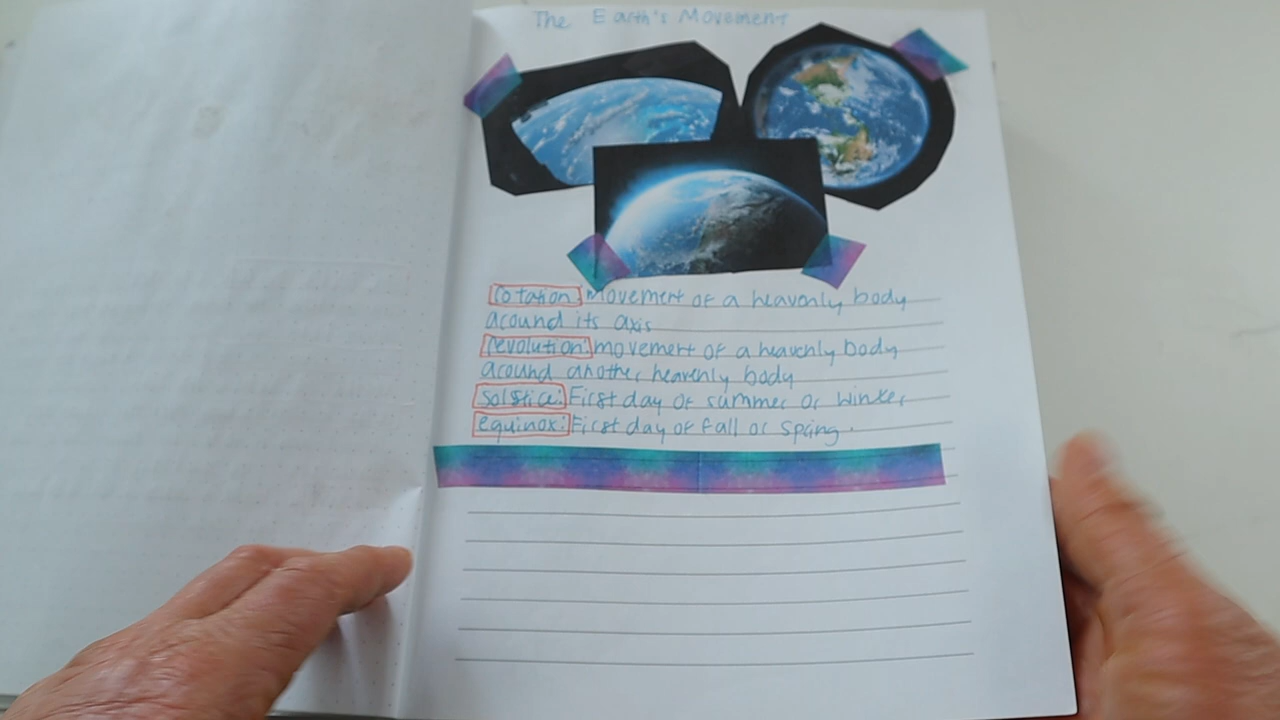 The Earth's Movement
rotation: Movement of a heavenly body
around its axis
revolution: movement of a heavenly body
around another heavenly body
solstice: First day of summer or winter
equinox: First day of Fall or spring.